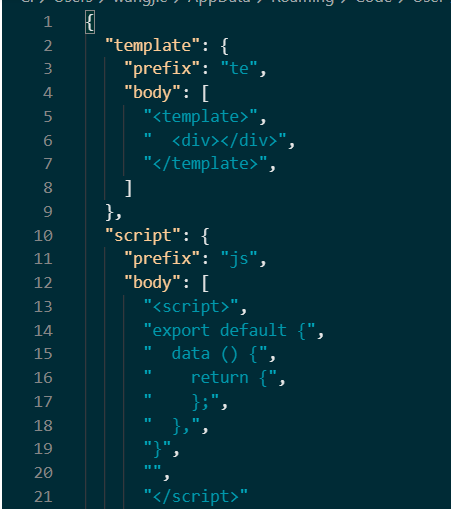 C: > Users > wangjie > AppData > Roaming > Code > User
1 {
2   "template": {
3     "prefix": "te",
4     "body": [
5       "<template>",
6       "  <div></div>",
7       "</template>",
8     ]
9   },
10   "script": {
11     "prefix": "js",
12     "body": [
13       "<script>",
14       "export default {",
15       "  data () {",
16       "    return {",
17       "    };",
18       "  },",
19       "}",
20       "",
21       "</script>"